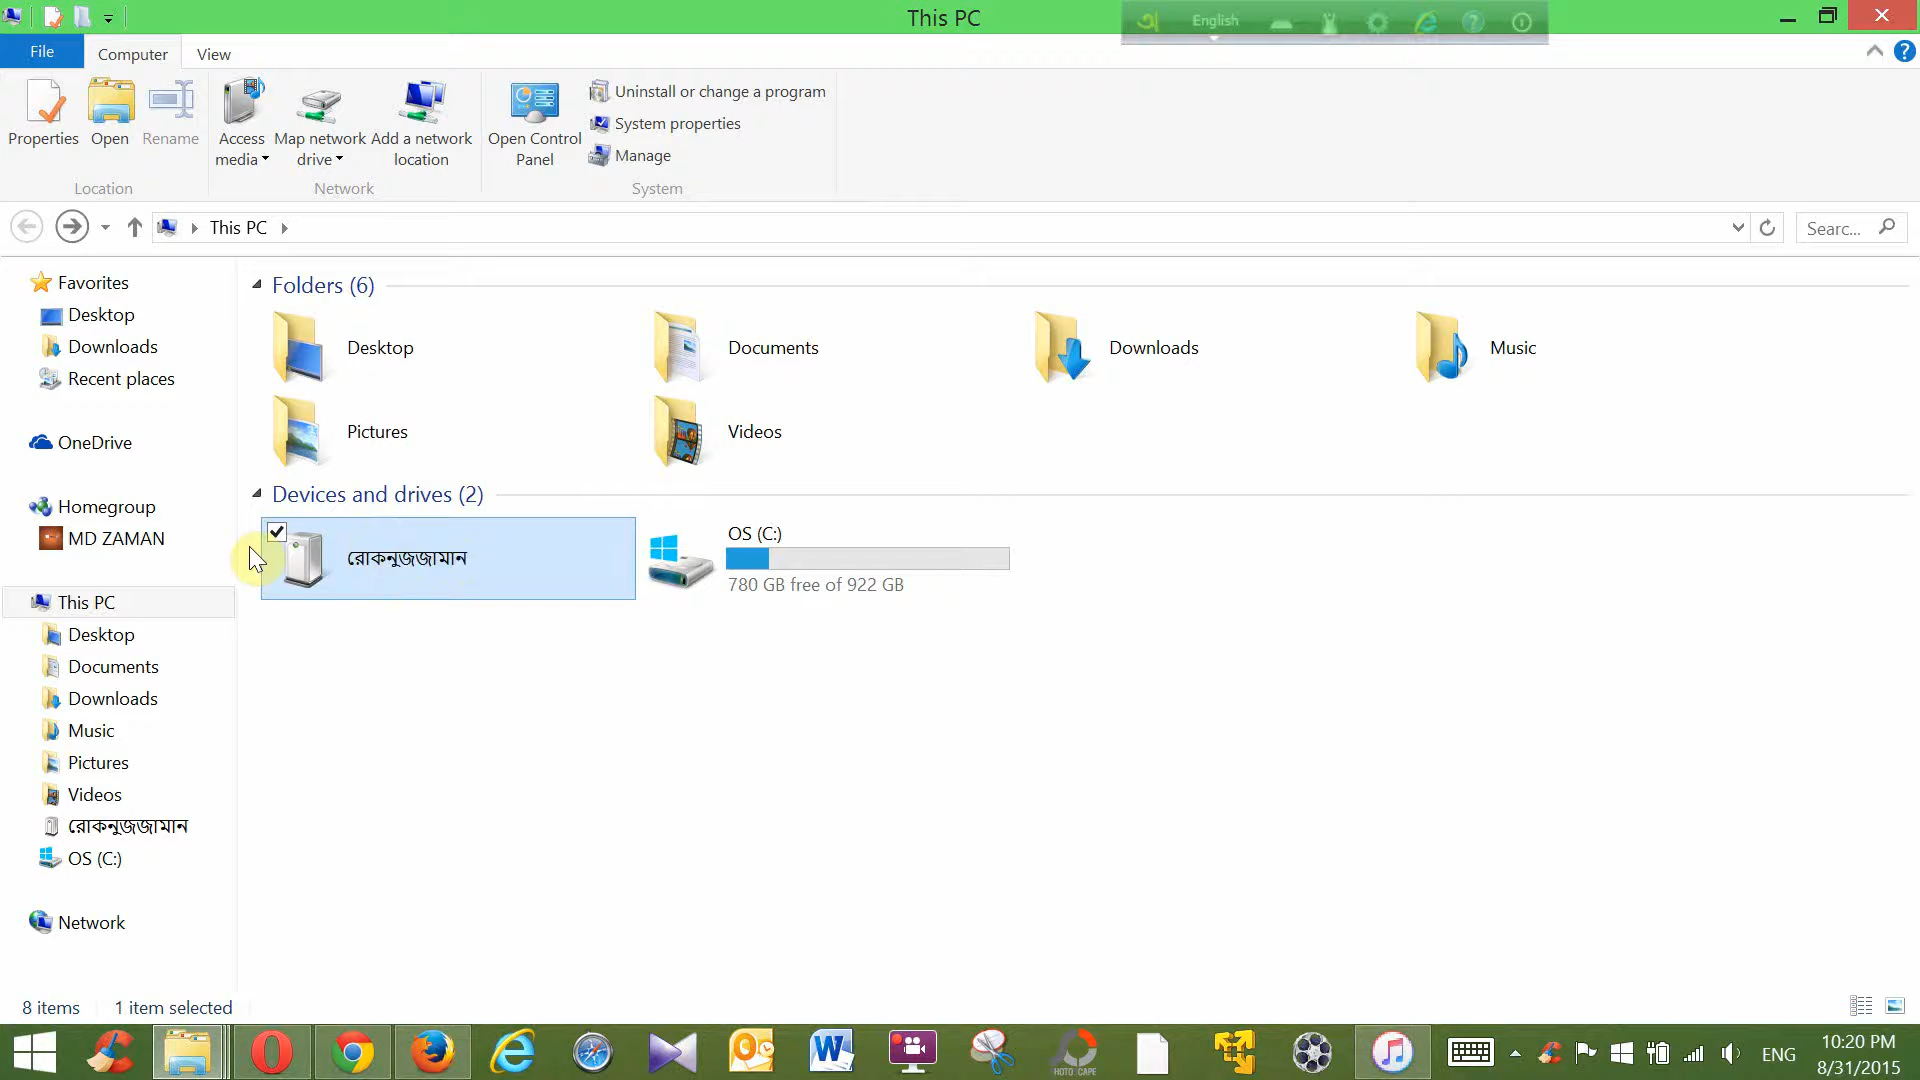 This PC
English
File
Computer
View
Properties
Open
Rename
Access media
Map network drive
Add a network location
Open Control Panel
Uninstall or change a program
System properties
Manage
Location
Network
System
This PC
Searc...
Favorites
Desktop
Downloads
Recent places
OneDrive
Homegroup
MD ZAMAN
This PC
Desktop
Documents
Downloads
Music
Pictures
Videos
রোকনুজজামান
OS (C:)
Network
Folders (6)
Desktop
Documents
Downloads
Music
Pictures
Videos
Devices and drives (2)
রোকনুজজামান
OS (C:)
780 GB free of 922 GB
8 items
1 item selected
HOTO CAPE
ENG
10:20 PM
8/31/2015